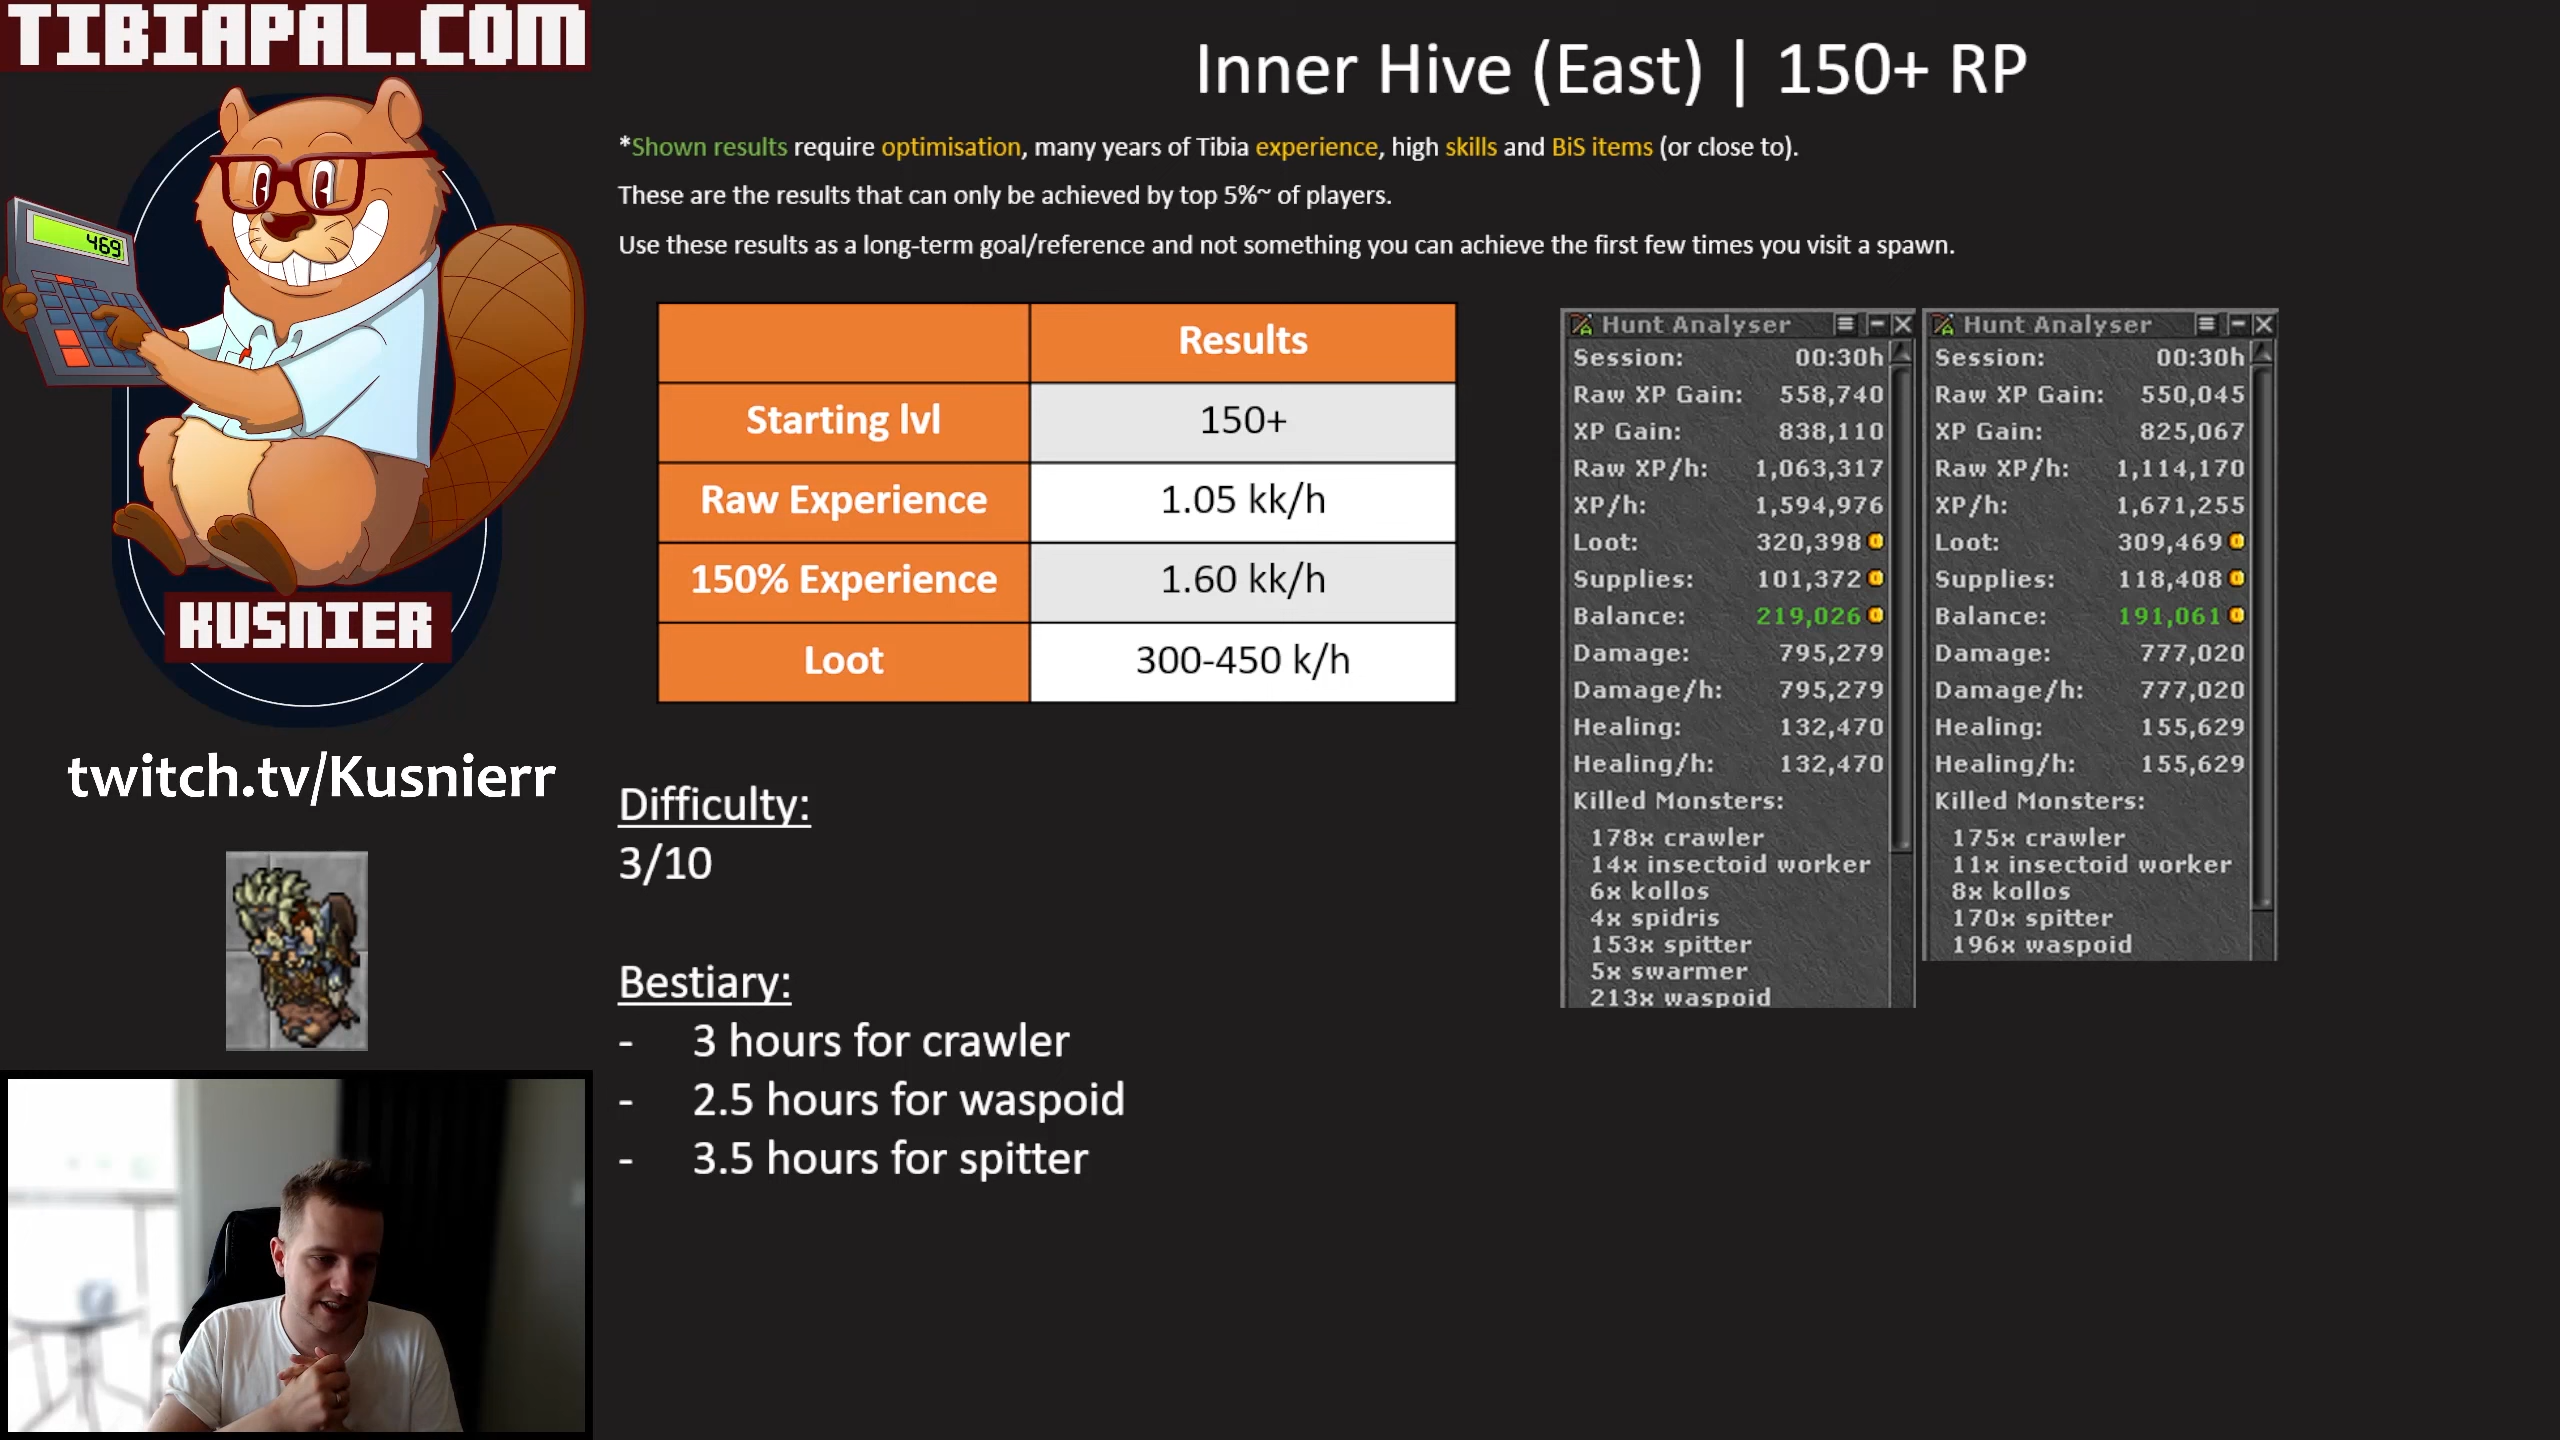 TIBIAPAL.COM
469
KUSNIER
twitch.tv/Kusnierr
Inner Hive (East) | 150+ RP
*Shown results require optimisation, many years of Tibia experience, high skills and BiS items (or close to).
These are the results that can only be achieved by top 5%~ of players.
Use these results as a long-term goal/reference and not something you can achieve the first few times you visit a spawn.
Results
Starting lvl 150+
Raw Experience 1.05 kk/h
150% Experience 1.60 kk/h
Loot 300-450 k/h
Difficulty:
3/10
Bestiary:
- 3 hours for crawler
- 2.5 hours for waspoid
- 3.5 hours for spitter
Hunt Analyser
Session: 00:30h
Raw XP Gain: 558,740
XP Gain: 838,110
Raw XP/h: 1,063,317
XP/h: 1,594,976
Loot: 320,398
Supplies: 101,372
Balance: 219,026
Damage: 795,279
Damage/h: 795,279
Healing: 132,470
Healing/h: 132,470
Killed Monsters:
178x crawler
14x insectoid worker
6x kollos
4x spidris
153x spitter
5x swarmer
213x waspoid
Hunt Analyser
Session: 00:30h
Raw XP Gain: 550,045
XP Gain: 825,067
Raw XP/h: 1,114,170
XP/h: 1,671,255
Loot: 309,469
Supplies: 118,408
Balance: 191,061
Damage: 777,020
Damage/h: 777,020
Healing: 155,629
Healing/h: 155,629
Killed Monsters:
175x crawler
11x insectoid worker
8x kollos
170x spitter
196x waspoid